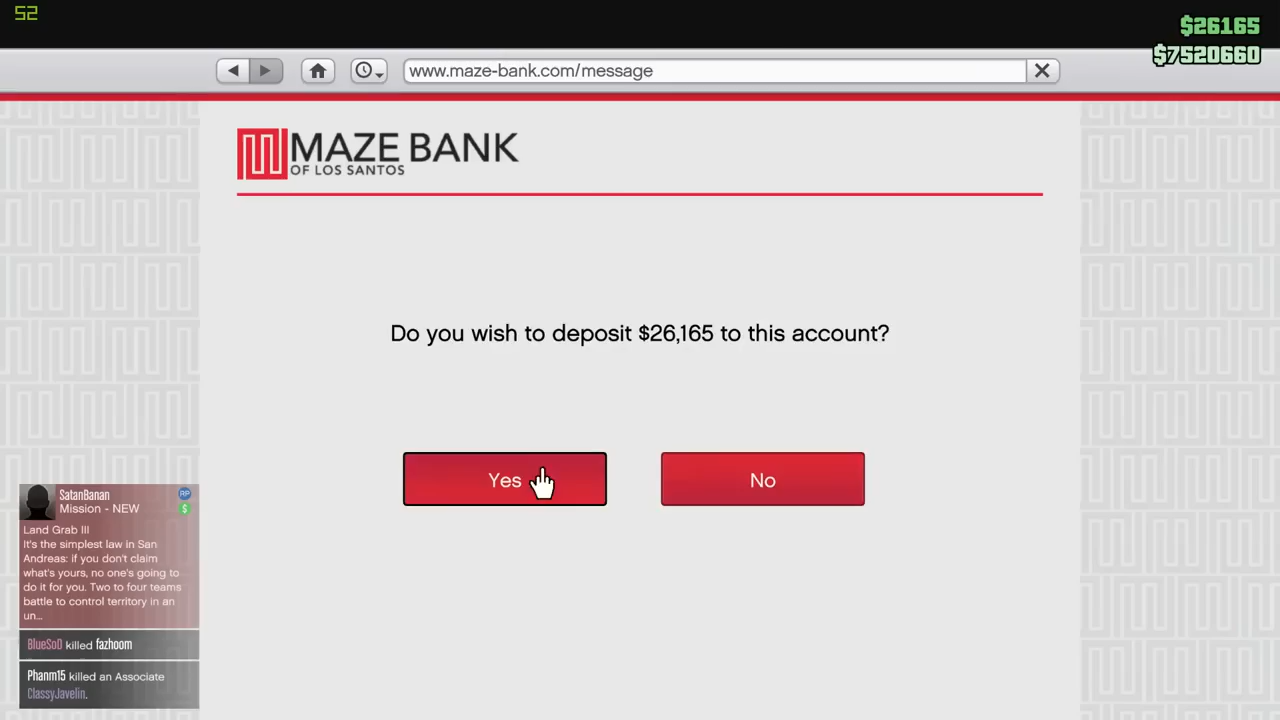 52
$26165
$7520660
www.maze-bank.com/message
MAZE BANK
OF LOS SANTOS
Do you wish to deposit $26,165 to this account?
Yes
No
SatanBanan
RP
Mission - NEW
$
Land Grab III
It's the simplest law in San
Andreas: if you don't claim
what's yours, no one's going to
do it for you. Two to four teams
battle to control territory in an
un...
BlueSoD killed fazhoom
Phanm15 killed an Associate
ClassyJavelin.